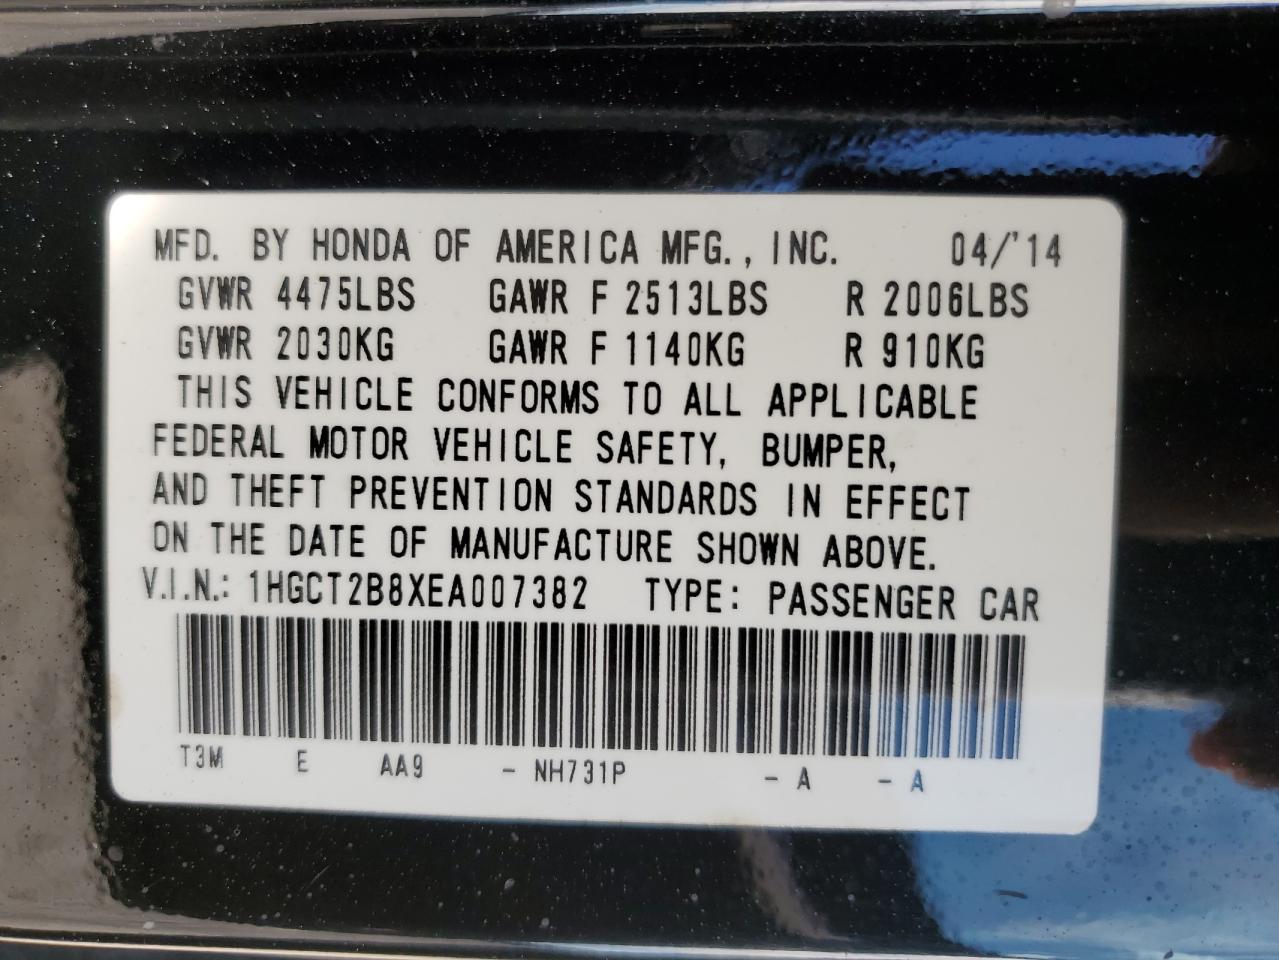 MFD. BY HONDA OF AMERICA MFG., INC. 04/'14
GVWR 4475LBS GAWR F 2513LBS R 2006LBS
GVWR 2030KG GAWR F 1140KG R 910KG
THIS VEHICLE CONFORMS TO ALL APPLICABLE
FEDERAL MOTOR VEHICLE SAFETY, BUMPER,
AND THEFT PREVENTION STANDARDS IN EFFECT
ON THE DATE OF MANUFACTURE SHOWN ABOVE.
V.I.N.: 1HGCT2B8XEA007382 TYPE: PASSENGER CAR
T3M E AA9 - NH731P - A - A